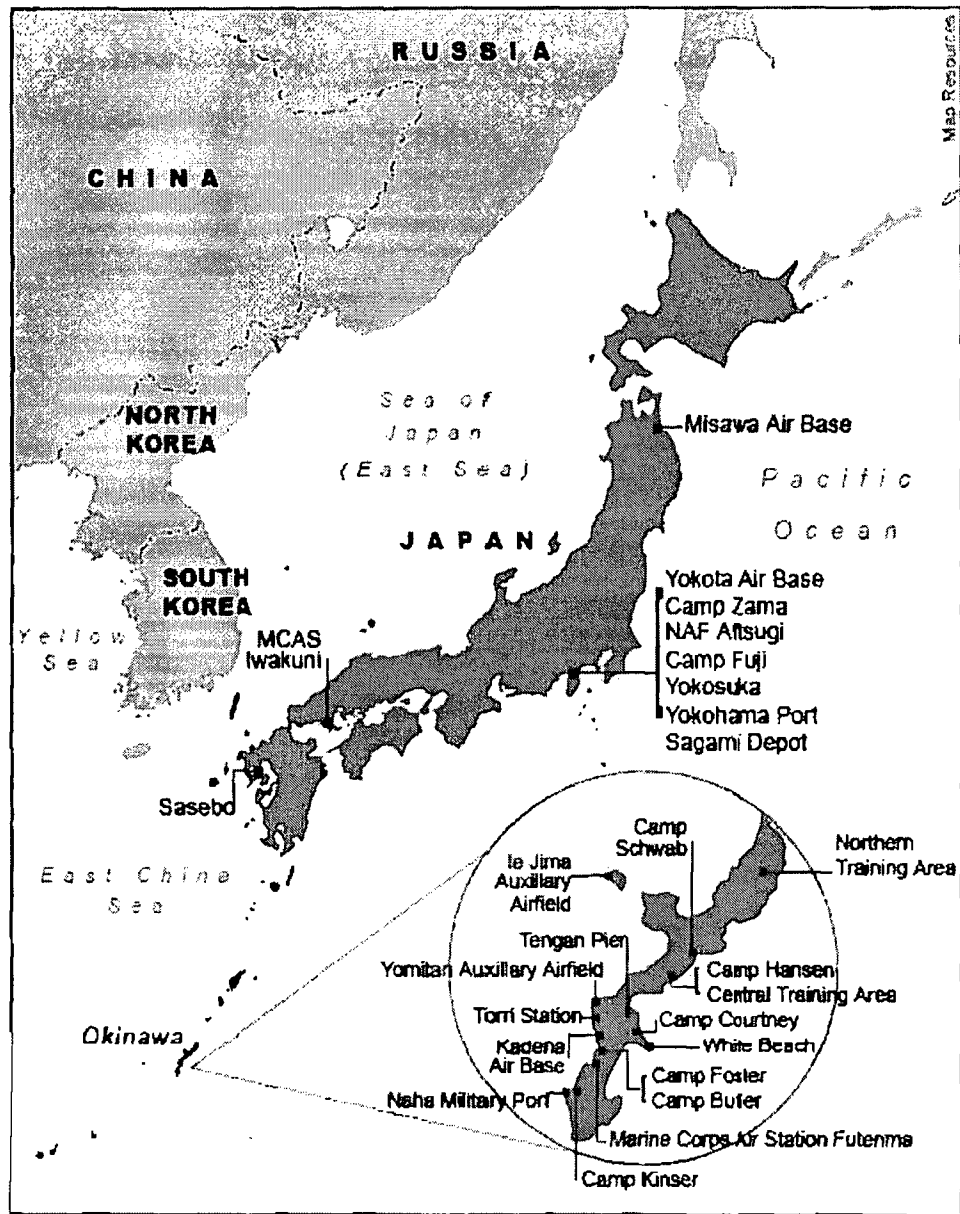 Map Resources
RUSSIA
CHINA
NORTH
KOREA
Sea of
Japan
(East Sea)
Misawa Air Base
Pacific
Ocean
JAPAN
SOUTH
KOREA
Yellow
Sea
MCAS
Iwakuni
Yokota Air Base
Camp Zama
NAF Aftsugi
Camp Fuji
Yokosuka
Yokohama Port
Sagami Depot
Sasebo
East China
Sea
Camp
Schwab
Northern
Training Area
Ie Jima
Auxillary
Airfield
Tengan Pier
Yomitan Auxillary Airfield
Camp Hansen
Central Training Area
Torri Station
Camp Courtney
Okinawa
Kadena
Air Base
White Beach
Camp Foster
Camp Butler
Naha Military Port
Marine Corps Air Station Futenma
Camp Kinser